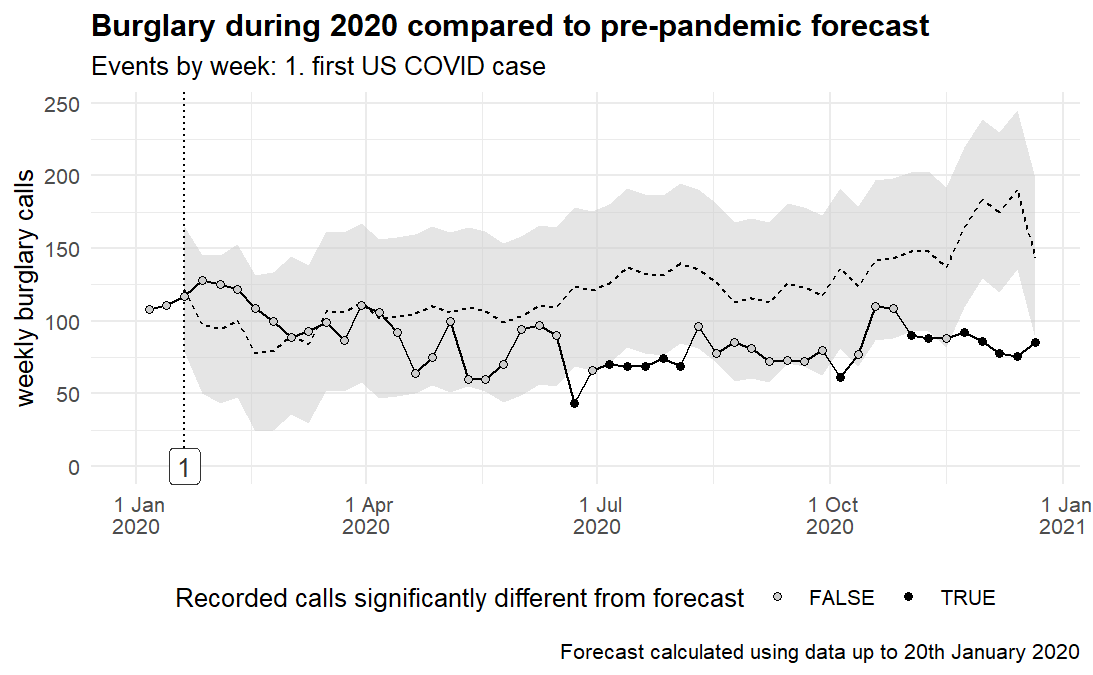 Burglary during 2020 compared to pre-pandemic forecast
Events by week: 1. first US COVID case
weekly burglary calls
250
200
150
100
50
0
1
1 Jan
2020
1 Apr
2020
1 Jul
2020
1 Oct
2020
1 Jan
2021
Recorded calls significantly different from forecast FALSE TRUE
Forecast calculated using data up to 20th January 2020